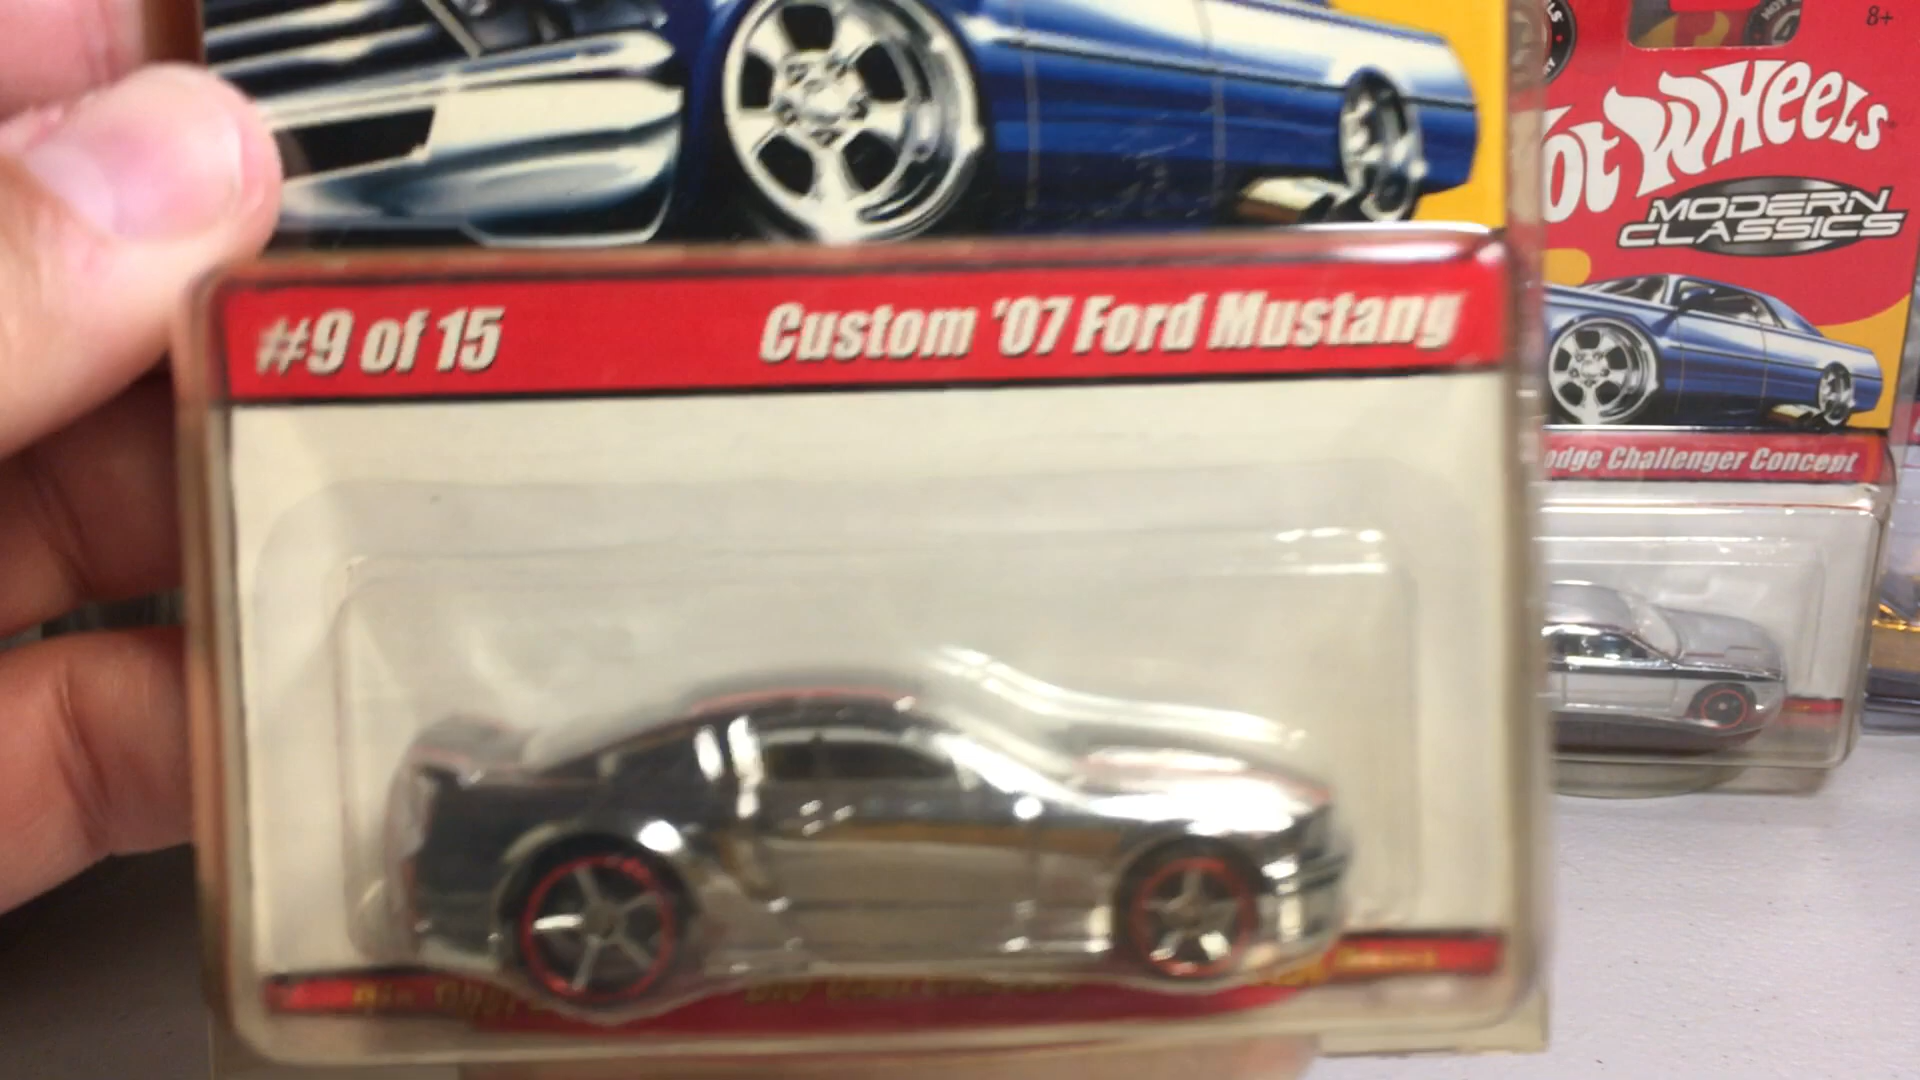 #9 of 15 Custom '07 Ford Mustang
8+
Hot Wheels
MODERN
CLASSICS
Dodge Challenger Concept